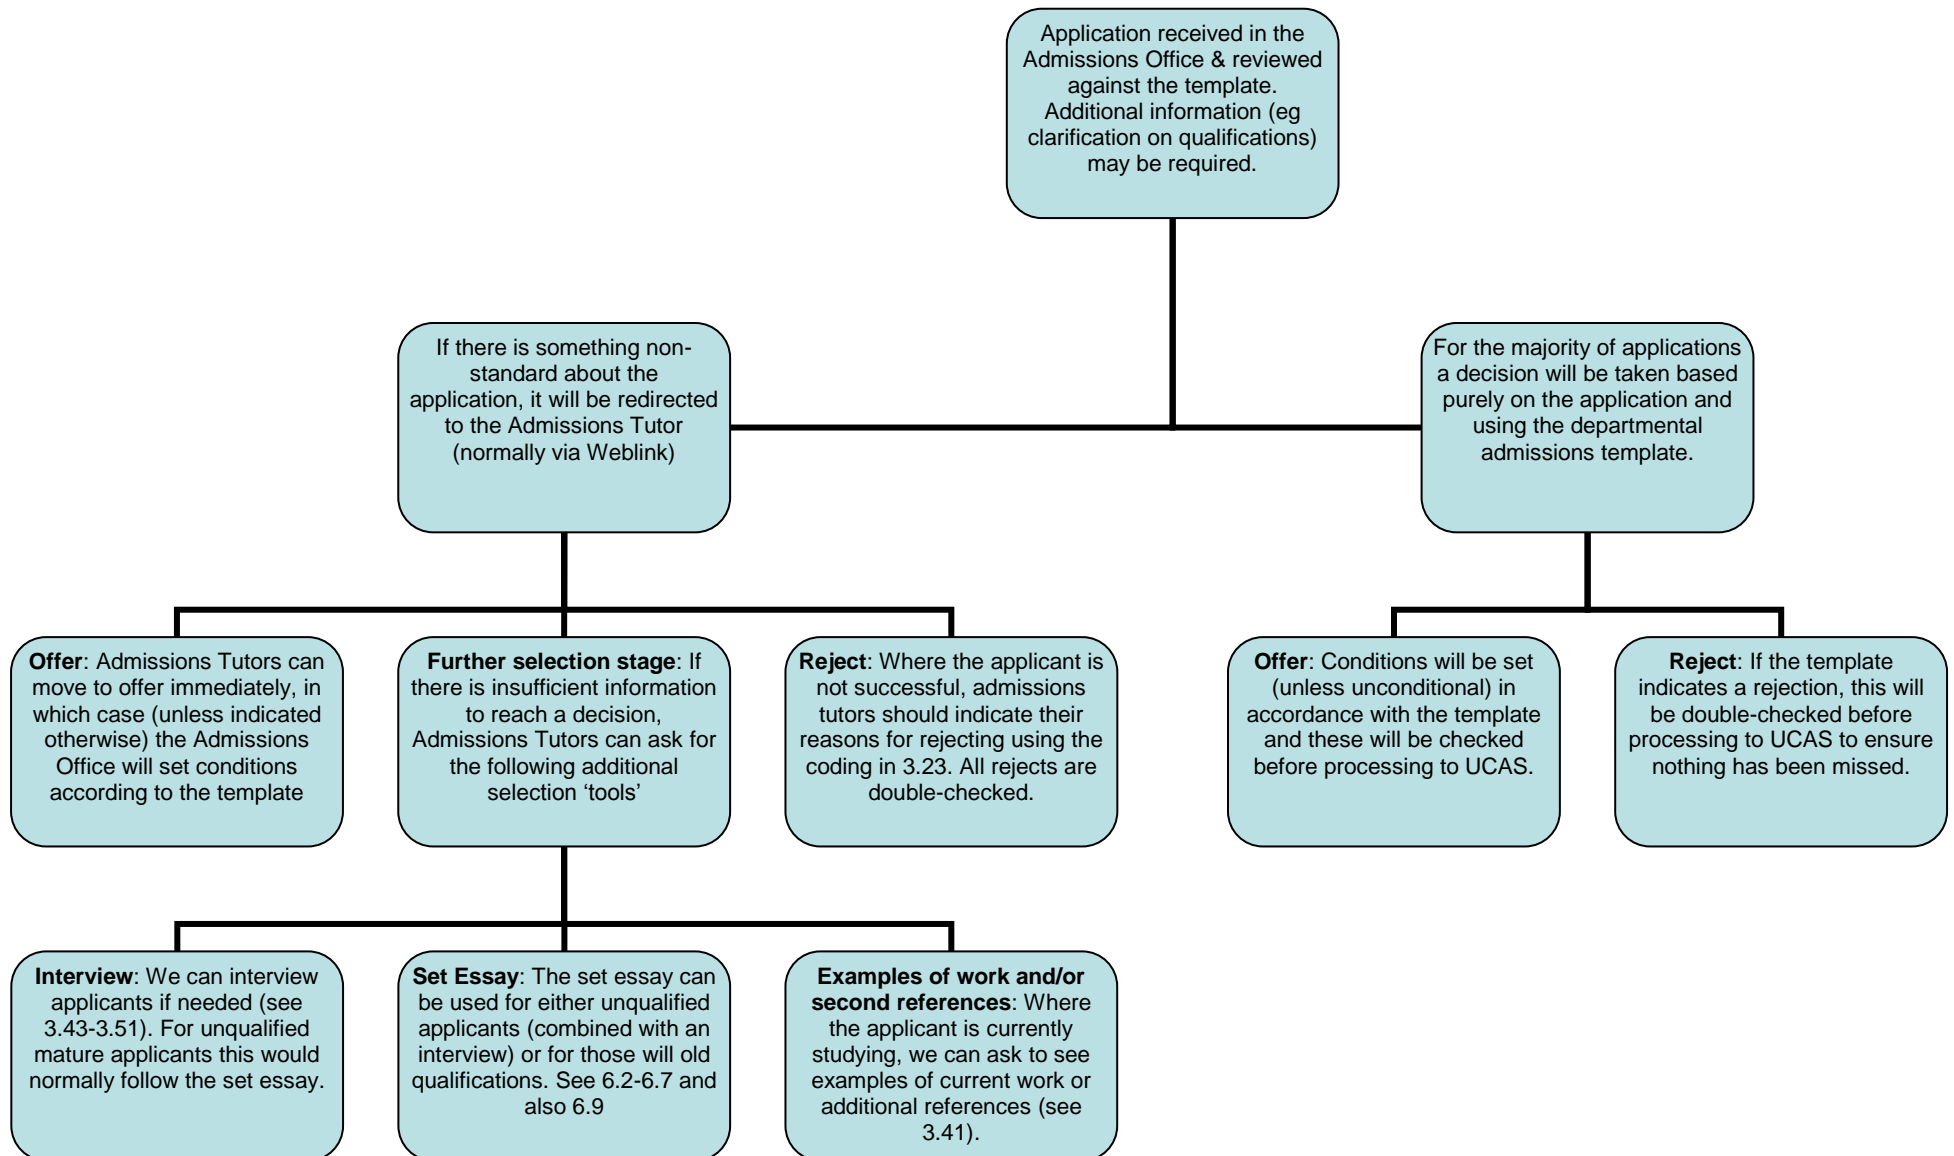 Application received in the
Admissions Office & reviewed
against the template.
Additional information (eg
clarification on qualifications)
may be required.
If there is something non-
standard about the
application, it will be redirected
to the Admissions Tutor
(normally via Weblink)
For the majority of applications
a decision will be taken based
purely on the application and
using the departmental
admissions template.
Offer: Admissions Tutors can
move to offer immediately, in
which case (unless indicated
otherwise) the Admissions
Office will set conditions
according to the template
Further selection stage: If
there is insufficient information
to reach a decision,
Admissions Tutors can ask for
the following additional
selection ‘tools’
Reject: Where the applicant is
not successful, admissions
tutors should indicate their
reasons for rejecting using the
coding in 3.23. All rejects are
double-checked.
Offer: Conditions will be set
(unless unconditional) in
accordance with the template
and these will be checked
before processing to UCAS.
Reject: If the template
indicates a rejection, this will
be double-checked before
processing to UCAS to ensure
nothing has been missed.
Interview: We can interview
applicants if needed (see
3.43-3.51). For unqualified
mature applicants this would
normally follow the set essay.
Set Essay: The set essay can
be used for either unqualified
applicants (combined with an
interview) or for those will old
qualifications. See 6.2-6.7 and
also 6.9
Examples of work and/or
second references: Where
the applicant is currently
studying, we can ask to see
examples of current work or
additional references (see
3.41).